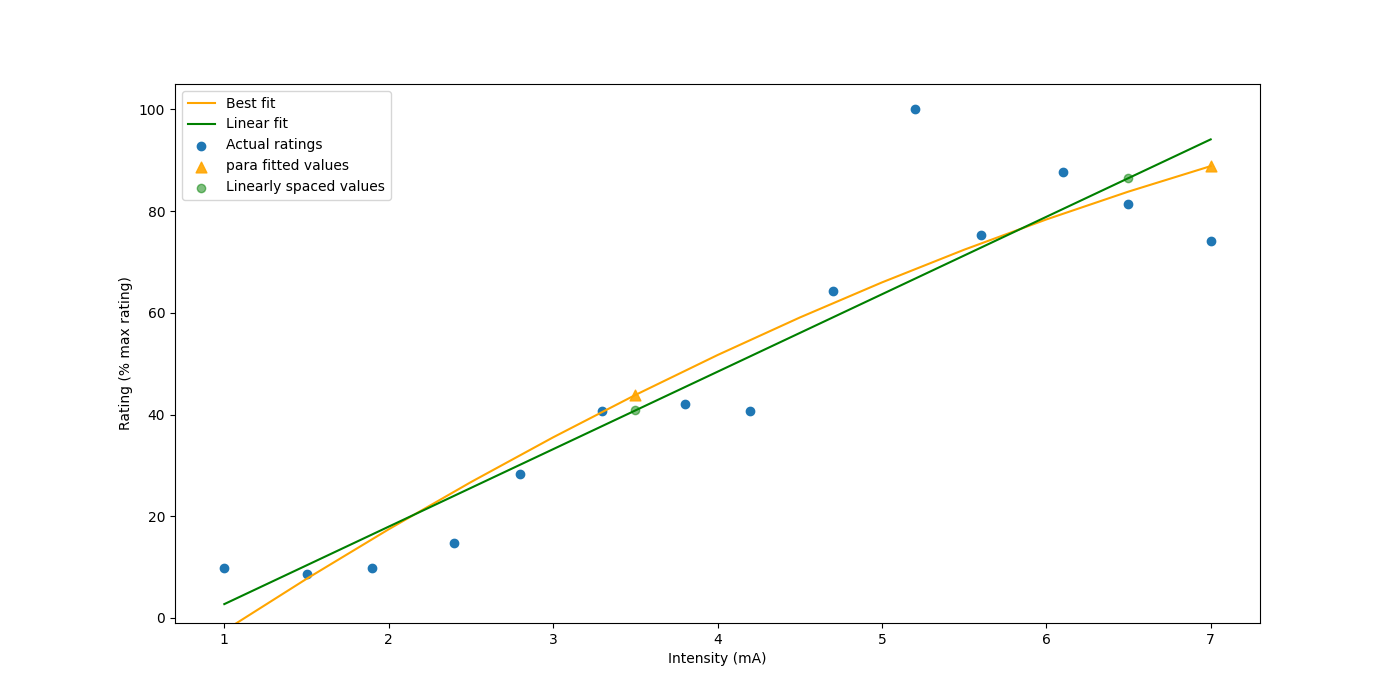 Best fit
Linear fit
Actual ratings
para fitted values
Linearly spaced values
100
80
60
40
20
0
Rating (% max rating)
1 2 3 4 5 6 7
Intensity (mA)